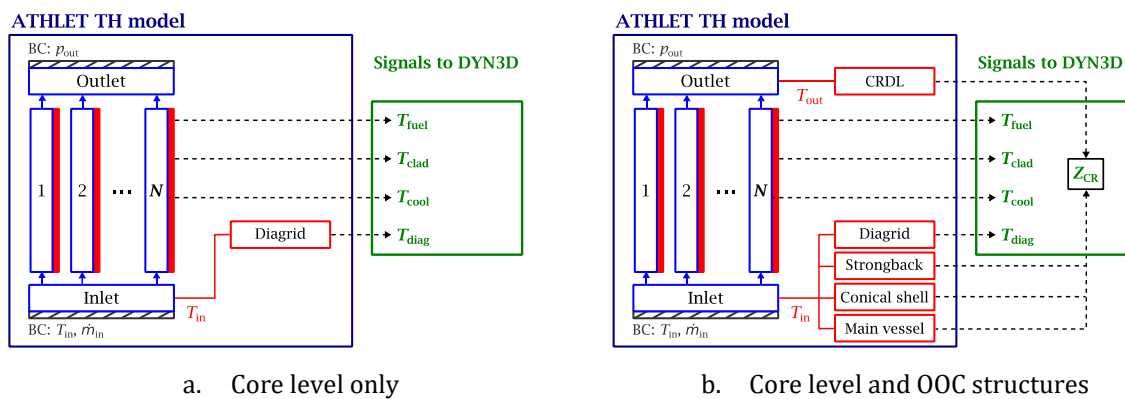 ATHLET TH model
BC: pout
Outlet
Signals to DYN3D
Tfuel
Tclad
1
2
...
N
Tcool
Diagrid
Tdiag
Inlet
Tin
BC: Tin, ṁin
a. Core level only
ATHLET TH model
BC: pout
Outlet
CRDL
Signals to DYN3D
Tout
Tfuel
Tclad
ZCR
1
2
...
N
Tcool
Diagrid
Tdiag
Strongback
Inlet
Conical shell
Tin
Main vessel
BC: Tin, ṁin
b. Core level and OOC structures